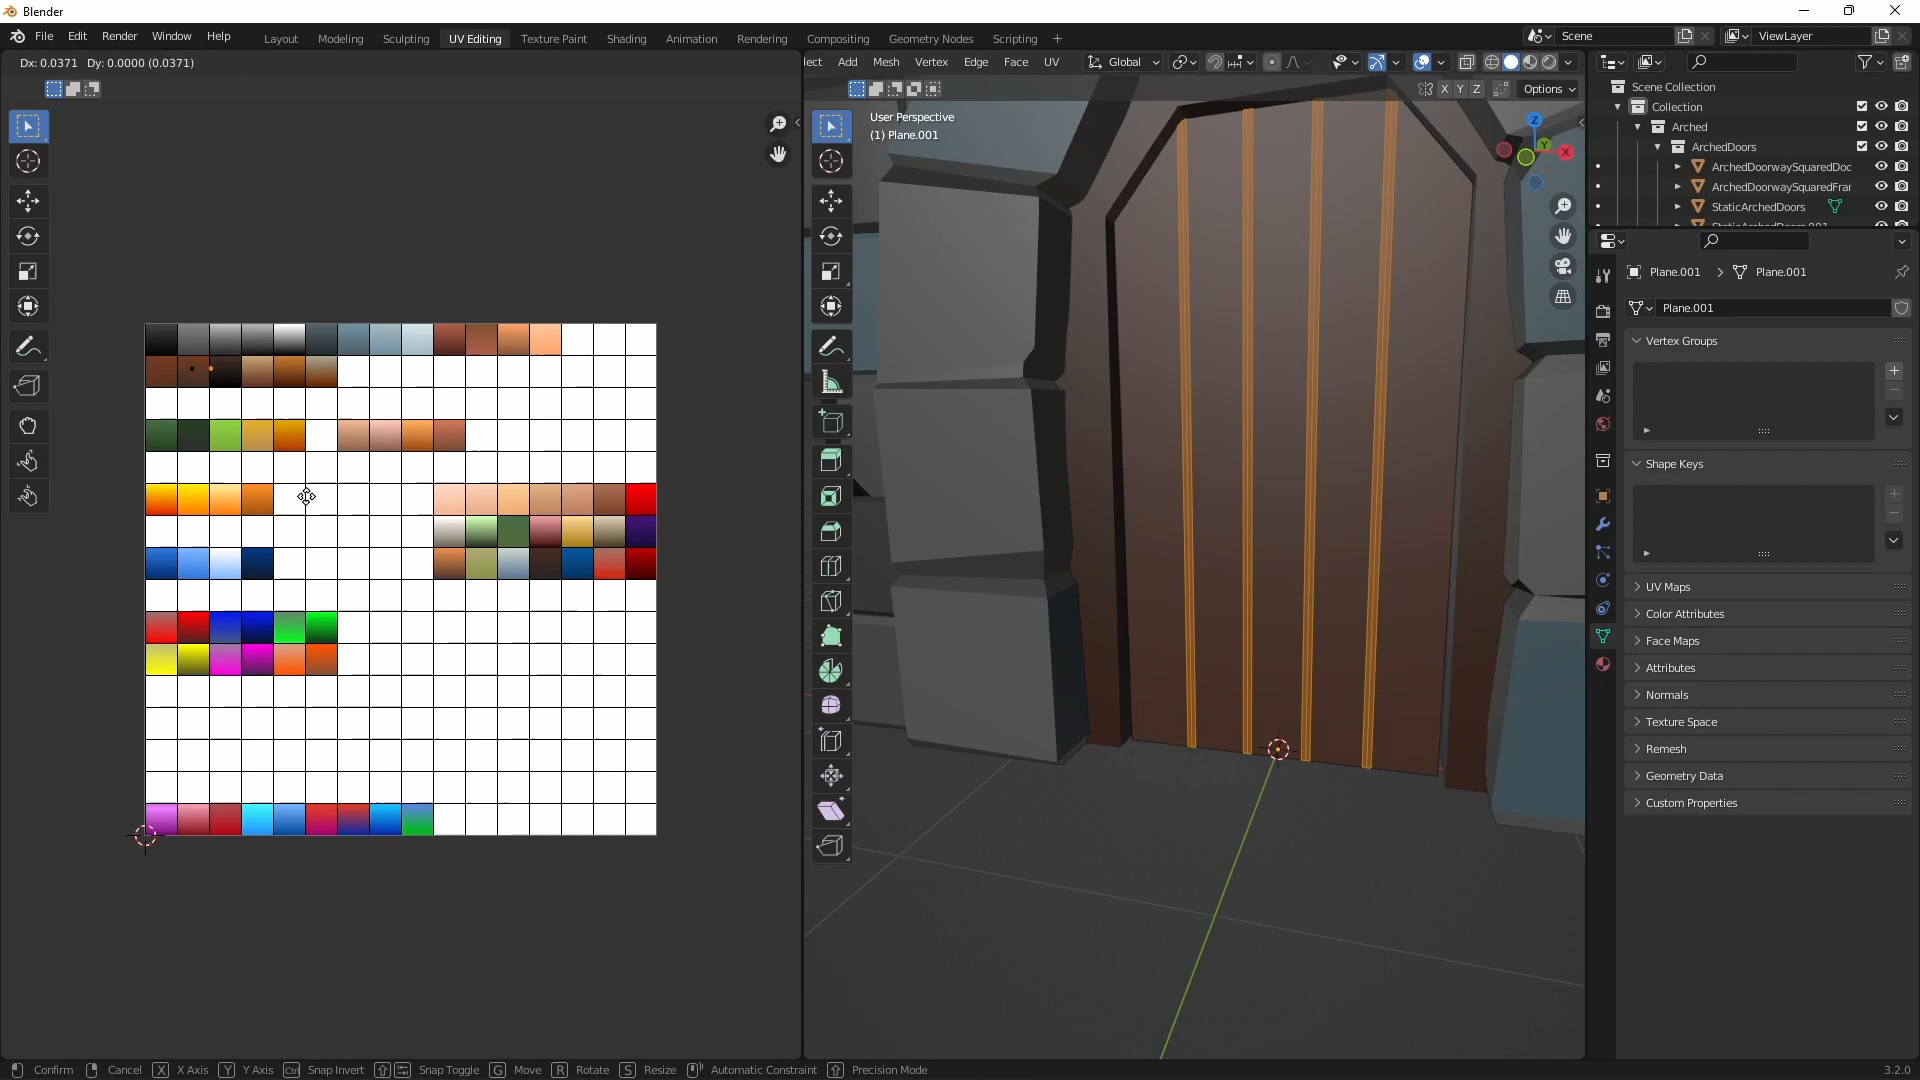 Blender
File Edit Render Window Help
Layout Modeling Sculpting UV Editing Texture Paint Shading Animation Rendering Compositing Geometry Nodes Scripting
Scene
ViewLayer
Dx: 0.0371 Dy: 0.0000 (0.0371)
lect Add Mesh Vertex Edge Face UV
Global
X Y Z
Options
User Perspective
(1) Plane.001
Z
Y
X
Scene Collection
Collection
Arched
ArchedDoors
ArchedDoorwaySquaredDoc
ArchedDoorwaySquaredFrar
StaticArchedDoors
StaticArchedDoors.001
Plane.001
Plane.001
Plane.001
Vertex Groups
Shape Keys
UV Maps
Color Attributes
Face Maps
Attributes
Normals
Texture Space
Remesh
Geometry Data
Custom Properties
Confirm Cancel X X Axis Y Y Axis Ctrl Snap Invert Snap Toggle G Move R Rotate S Resize Automatic Constraint Precision Mode
3.2.0